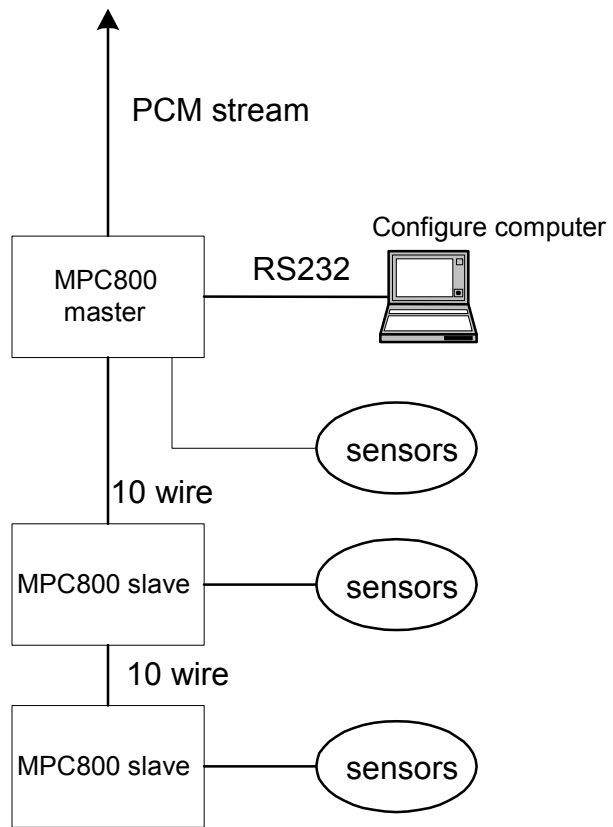 PCM stream
Configure computer
RS232
MPC800
master
sensors
10 wire
MPC800 slave
sensors
10 wire
MPC800 slave
sensors